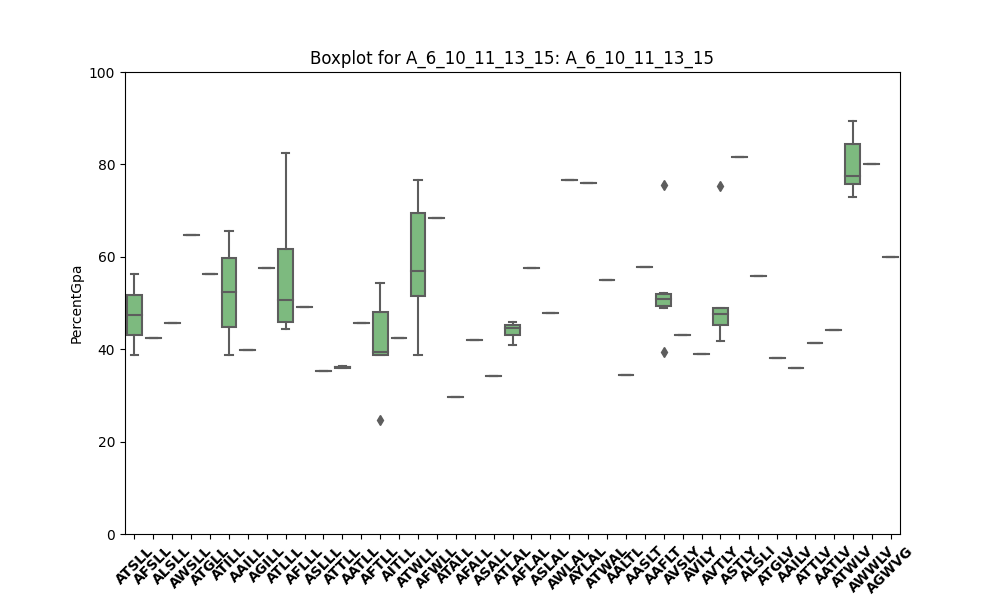 Boxplot for A_6_10_11_13_15: A_6_10_11_13_15
PercentGpa
100
80
60
40
20
0
ATSLL
AFSLL
ALSLL
AWSLL
ATGLL
ATILL
AAILL
AGILL
ATLLL
AFLLL
ASLLL
ATTLL
AATLL
AFTLL
AITLL
ATWLL
AFWLL
ATALL
AFALL
ASALL
ATLAL
AFLAL
ASLAL
AWLAL
AYLAL
ATWAL
AALTL
AASLT
AAFLT
AVSLY
AVILY
AVTLY
ASTLY
ALSLI
ATGLV
AAILV
ATTLV
AATLV
ATWLV
AWWLV
AGWVG